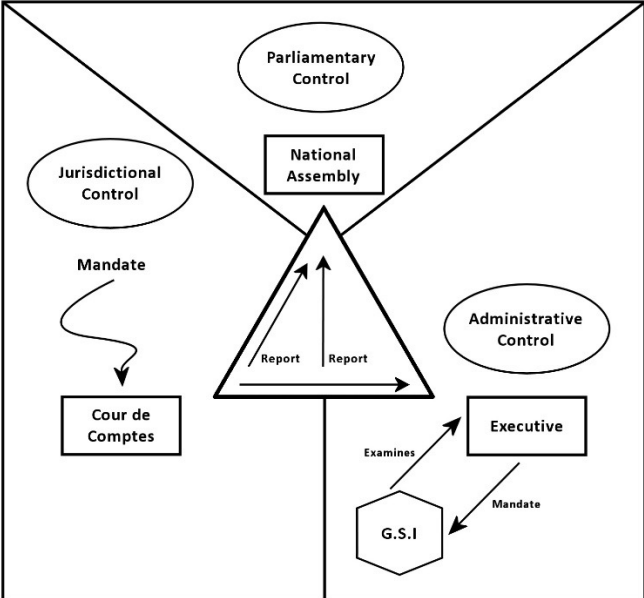 Parliamentary
Control
National
Assembly
Jurisdictional
Control
Mandate
Cour de
Comptes
Report
Report
Administrative
Control
Executive
Examines
Mandate
G.S.I